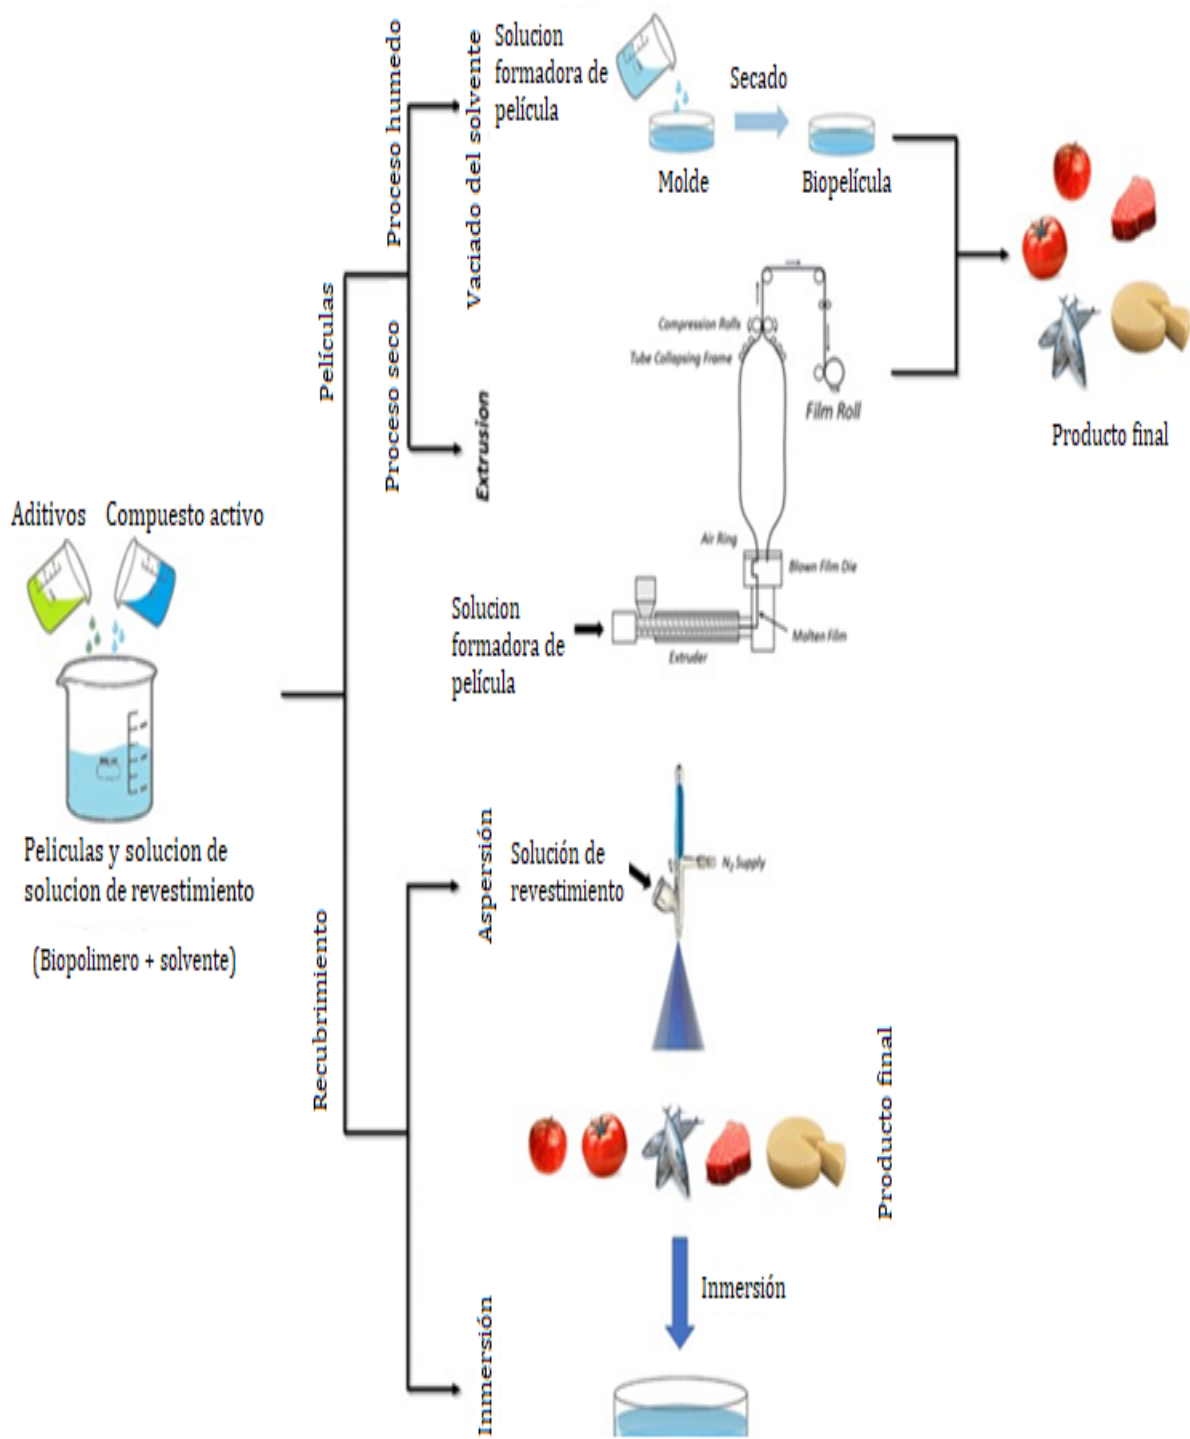 Solucion
formadora de
película
Secado
Molde
Biopelícula
Proceso humedo
Vaciado del solvente
Películas
Proceso seco
Extrusion
Compression Rolls
Tube Collapsing Frame
Film Roll
Producto final
Air Ring
Blown Film Die
Molten Film
Extruder
Solucion
formadora de
película
Aditivos
Compuesto activo
Peliculas y solucion de
solucion de revestimiento
(Biopolimero + solvente)
Recubrimiento
Aspersión
Solución de
revestimiento
N2 Supply
Producto final
Inmersión
Inmersión